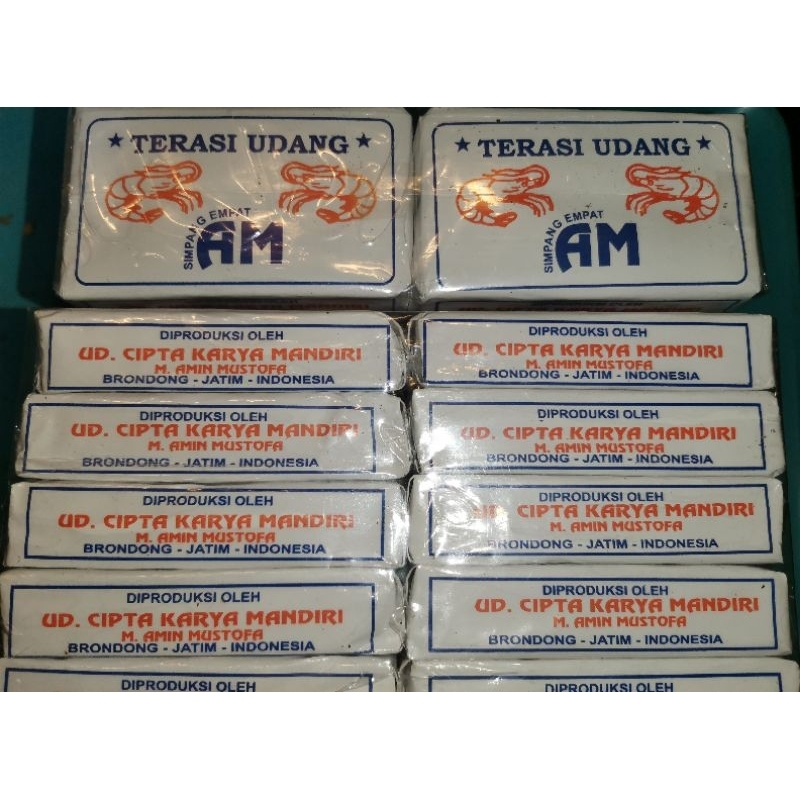 ★ TERASI UDANG ★
SIMPANG EMPAT
AM
★ TERASI UDANG ★
SIMPANG EMPAT
AM
DIPRODUKSI OLEH
UD. CIPTA KARYA MANDIRI
M. AMIN MUSTOFA
BRONDONG - JATIM - INDONESIA
DIPRODUKSI OLEH
UD. CIPTA KARYA MANDIRI
M. AMIN MUSTOFA
BRONDONG - JATIM - INDONESIA
DIPRODUKSI OLEH
UD. CIPTA KARYA MANDIRI
M. AMIN MUSTOFA
BRONDONG - JATIM - INDONESIA
DIPRODUKSI OLEH
UD. CIPTA KARYA MANDIRI
M. AMIN MUSTOFA
BRONDONG - JATIM - INDONESIA
DIPRODUKSI OLEH
UD. CIPTA KARYA MANDIRI
M. AMIN MUSTOFA
BRONDONG - JATIM - INDONESIA
DIPRODUKSI OLEH
UD. CIPTA KARYA MANDIRI
M. AMIN MUSTOFA
BRONDONG - JATIM - INDONESIA
DIPRODUKSI OLEH
UD. CIPTA KARYA MANDIRI
M. AMIN MUSTOFA
BRONDONG - JATIM - INDONESIA
DIPRODUKSI OLEH
UD. CIPTA KARYA MANDIRI
M. AMIN MUSTOFA
BRONDONG - JATIM - INDONESIA
DIPRODUKSI OLEH
DIPRODUKSI OLEH